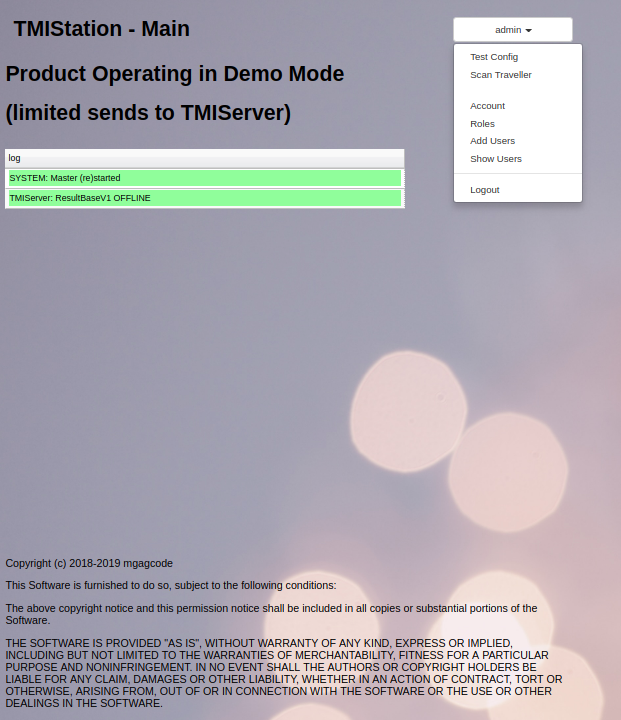 TMIStation - Main
admin
Test Config
Scan Traveller
Account
Roles
Add Users
Show Users
Logout
Product Operating in Demo Mode
(limited sends to TMIServer)
log
SYSTEM: Master (re)started
TMIServer: ResultBaseV1 OFFLINE
Copyright (c) 2018-2019 mgagcode
This Software is furnished to do so, subject to the following conditions:
The above copyright notice and this permission notice shall be included in all copies or substantial portions of the
Software.
THE SOFTWARE IS PROVIDED "AS IS", WITHOUT WARRANTY OF ANY KIND, EXPRESS OR IMPLIED,
INCLUDING BUT NOT LIMITED TO THE WARRANTIES OF MERCHANTABILITY, FITNESS FOR A PARTICULAR
PURPOSE AND NONINFRINGEMENT. IN NO EVENT SHALL THE AUTHORS OR COPYRIGHT HOLDERS BE
LIABLE FOR ANY CLAIM, DAMAGES OR OTHER LIABILITY, WHETHER IN AN ACTION OF CONTRACT, TORT OR
OTHERWISE, ARISING FROM, OUT OF OR IN CONNECTION WITH THE SOFTWARE OR THE USE OR OTHER
DEALINGS IN THE SOFTWARE.